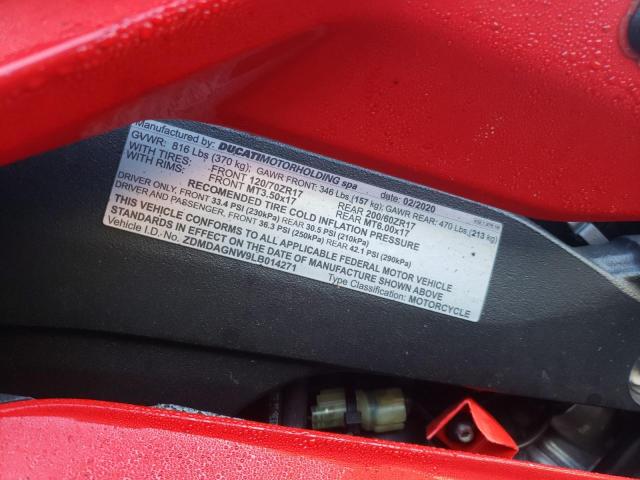 Manufactured by: DUCATIMOTORHOLDING spa date: 02/2020
GVWR: 816 Lbs (370 kg); GAWR FRONT: 346 Lbs (157 kg); GAWR REAR: 470 Lbs (213 kg)
WITH TIRES: FRONT 120/70ZR17 REAR 200/60ZR17
WITH RIMS: FRONT MT3.50x17 REAR MT6.00x17
RECOMENDED TIRE COLD INFLATION PRESSURE
DRIVER ONLY, FRONT 33.4 PSI (230kPa) REAR 30.5 PSI (210kPa)
DRIVER AND PASSENGER, FRONT 36.3 PSI (250kPa) REAR 42.1 PSI (290kPa)
THIS VEHICLE CONFORMS TO ALL APPLICABLE FEDERAL MOTOR VEHICLE
STANDARDS IN EFFECT ON THE DATE OF MANUFACTURE SHOWN ABOVE
Vehicle I.D. No. ZDMDAGNW9LB014271 Type Classification: MOTORCYCLE